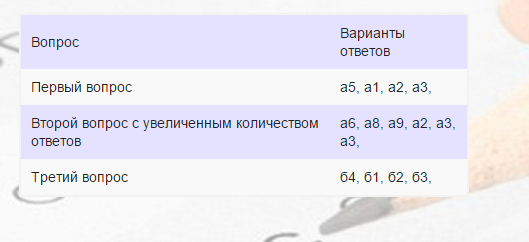 Вопрос
Варианты
ответов
Первый вопрос
а5, а1, а2, а3,
Второй вопрос с увеличенным количеством
ответов
а6, а8, а9, а2, а3,
а3,
Третий вопрос
б4, б1, б2, б3,